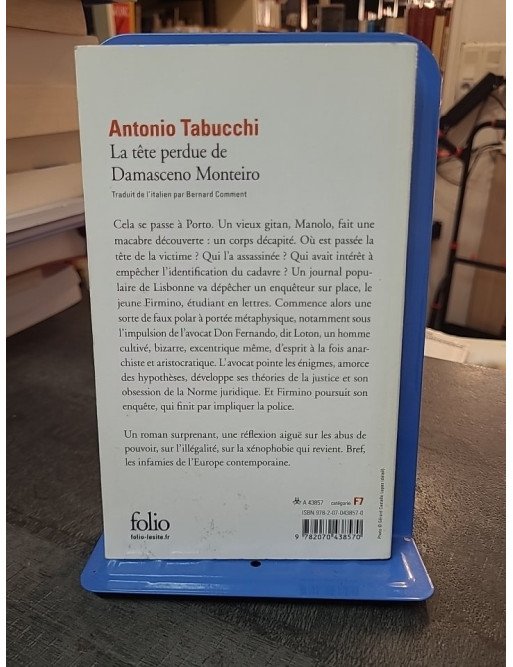 Antonio Tabucchi
La tête perdue de
Damasceno Monteiro
Traduit de l'italien par Bernard Comment
Cela se passe à Porto. Un vieux gitan, Manolo, fait une
macabre découverte : un corps décapité. Où est passée la
tête de la victime ? Qui l'a assassinée ? Qui avait intérêt à
empêcher l'identification du cadavre ? Un journal popu-
laire de Lisbonne va dépêcher un enquêteur sur place, le
jeune Firmino, étudiant en lettres. Commence alors une
sorte de faux polar à portée métaphysique, notamment sous
l'impulsion de l'avocat Don Fernando, dit Loton, un homme
cultivé, bizarre, excentrique même, d'esprit à la fois anar-
chiste et aristocratique. L'avocat pointe les énigmes, amorce
des hypothèses, développe ses théories de la justice et son
obsession de la Norme juridique. Et Firmino poursuit son
enquête, qui finit par impliquer la police.
Un roman surprenant, une réflexion aiguë sur les abus de
pouvoir, sur l'illégalité, sur la xénophobie qui revient. Bref,
les infamies de l'Europe contemporaine.
A 43857 catégorie F7
ISBN 978-2-07-043857-0
folio
folio-lesite.fr
9 782070 438570